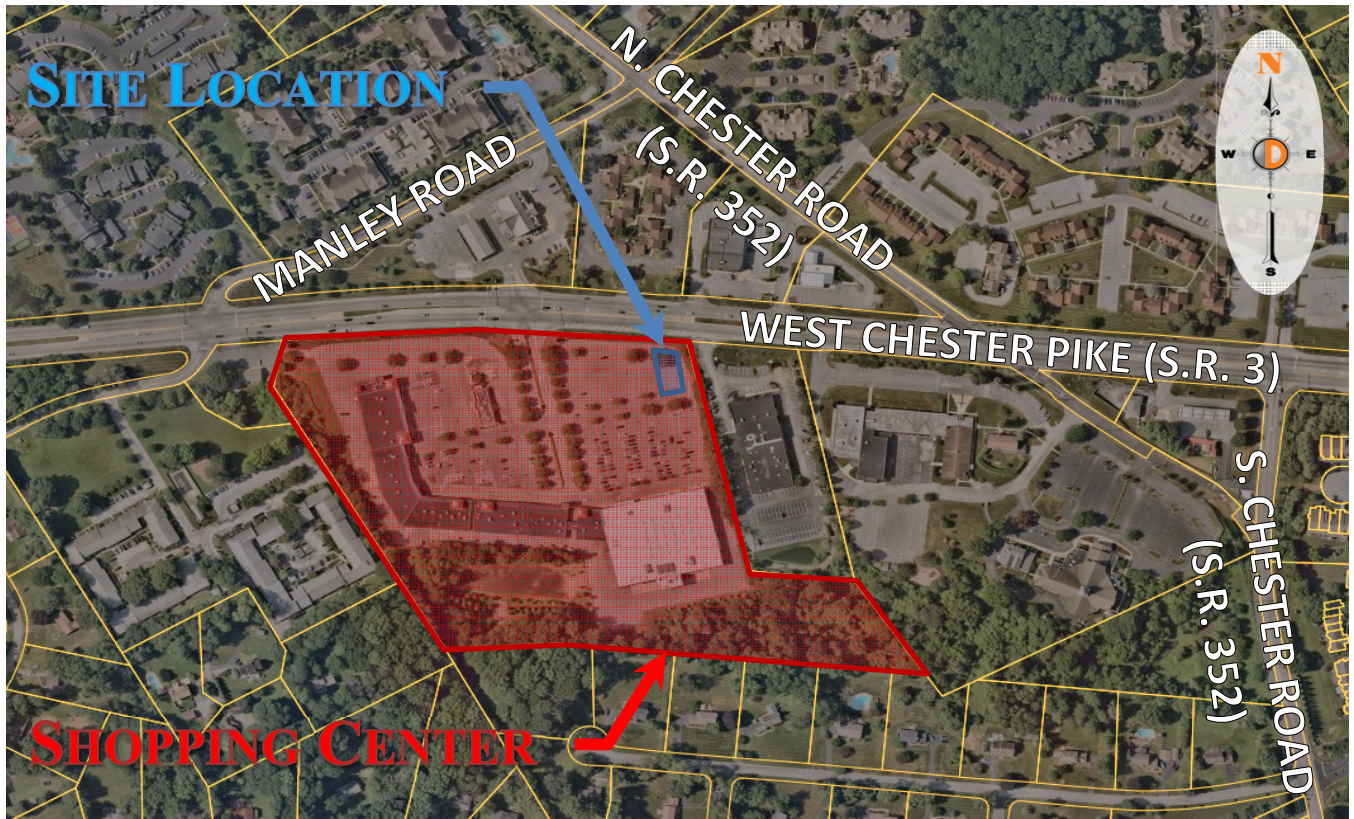 N. CHESTER ROAD
(S.R. 352)
SITE LOCATION
MANLEY ROAD
N
W D E
S
WEST CHESTER PIKE (S.R. 3)
S. CHESTER ROAD
(S.R. 352)
SHOPPING CENTER